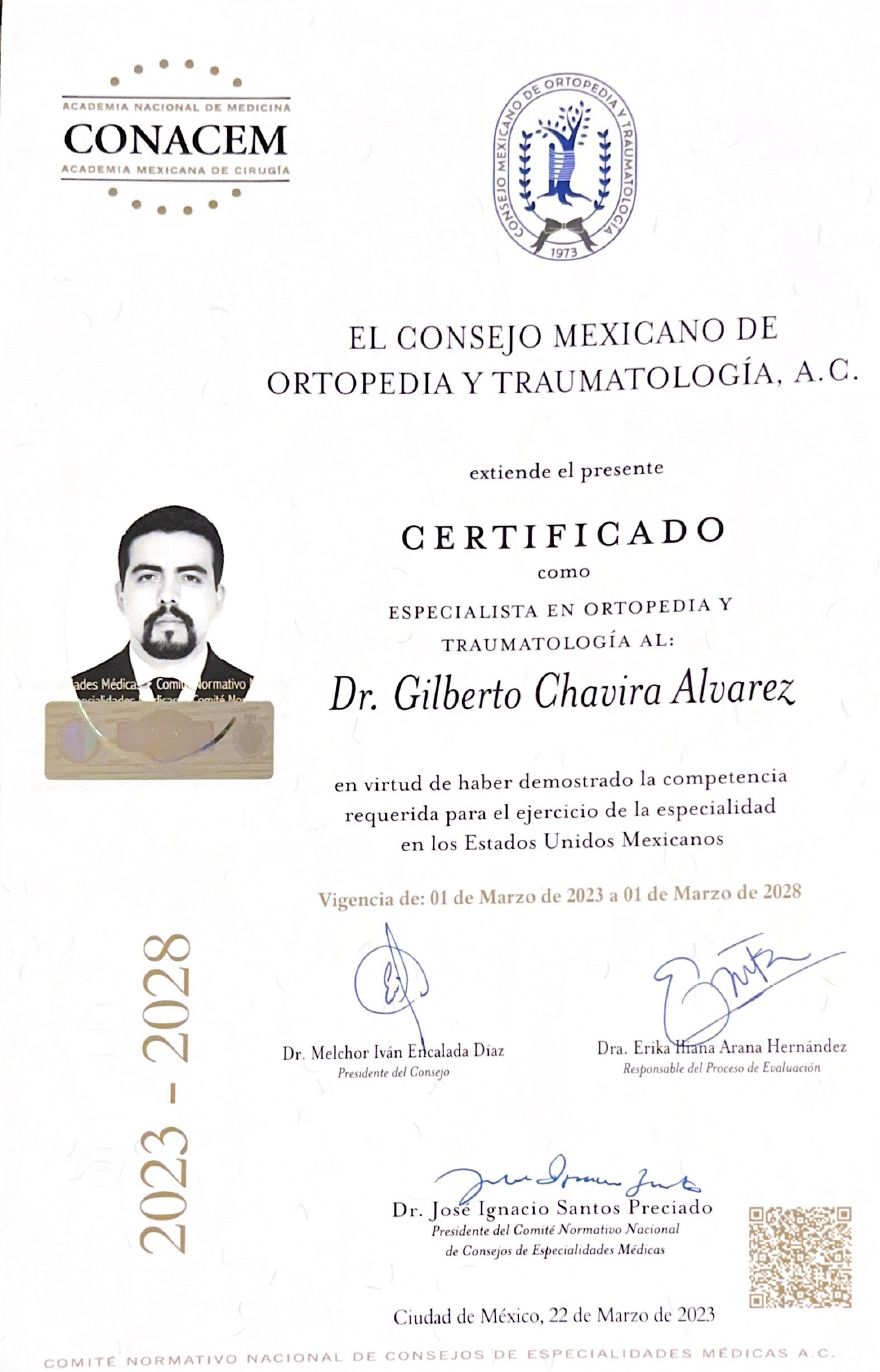 ACADEMIA NACIONAL DE MEDICINA
CONACEM
ACADEMIA MEXICANA DE CIRUGÍA
CONSEJO MEXICANO DE ORTOPEDIA Y TRAUMATOLOGÍA
1973
EL CONSEJO MEXICANO DE
ORTOPEDIA Y TRAUMATOLOGÍA, A.C.
extiende el presente
CERTIFICADO
como
ESPECIALISTA EN ORTOPEDIA Y
TRAUMATOLOGÍA AL:
Dr. Gilberto Chavira Alvarez
ades Médicas Comi Normativo
en virtud de haber demostrado la competencia
requerida para el ejercicio de la especialidad
en los Estados Unidos Mexicanos
Vigencia de: 01 de Marzo de 2023 a 01 de Marzo de 2028
2023 - 2028
Dr. Melchor Iván Encalada Díaz
Presidente del Consejo
Dra. Erika Iliana Arana Hernández
Responsable del Proceso de Evaluación
Dr. José Ignacio Santos Preciado
Presidente del Comité Normativo Nacional
de Consejos de Especialidades Médicas
Ciudad de México, 22 de Marzo de 2023
COMITÉ NORMATIVO NACIONAL DE CONSEJOS DE ESPECIALIDADES MÉDICAS A.C.